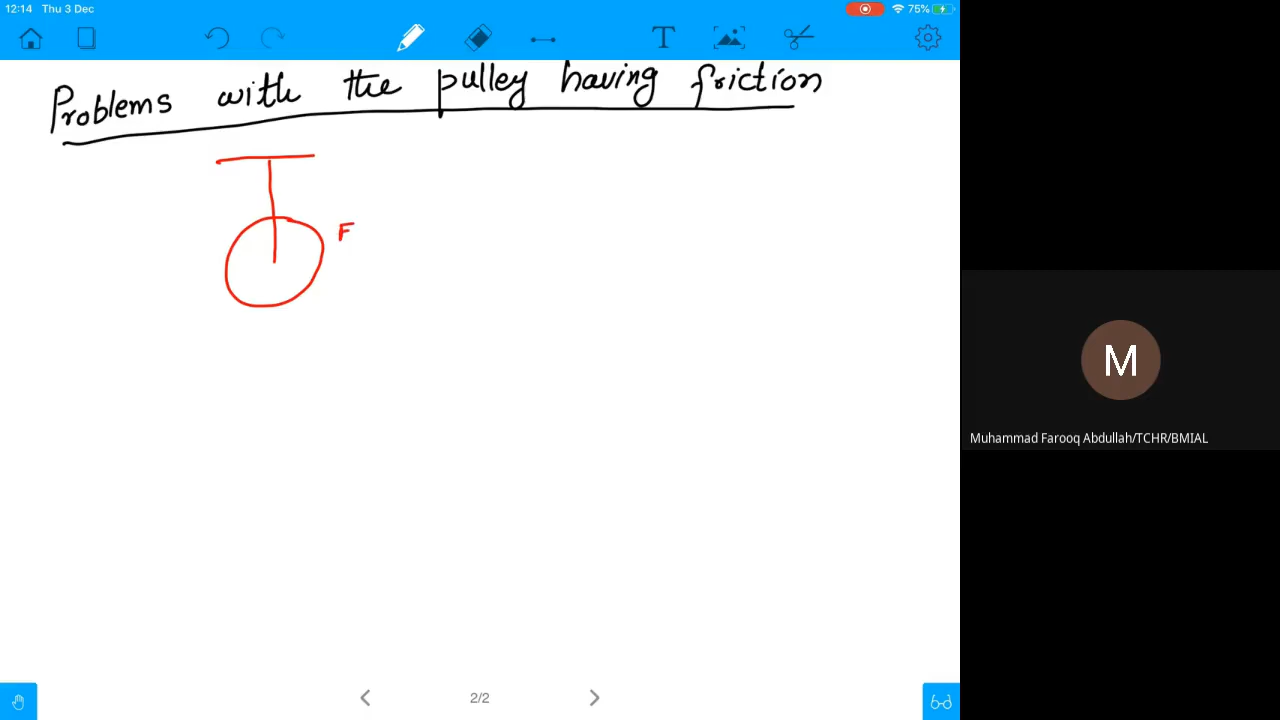 12:14 Thu 3 Dec
75%
T
Problems with the pulley having friction
F
M
Muhammad Farooq Abdullah/TCHR/BMIAL
2/2